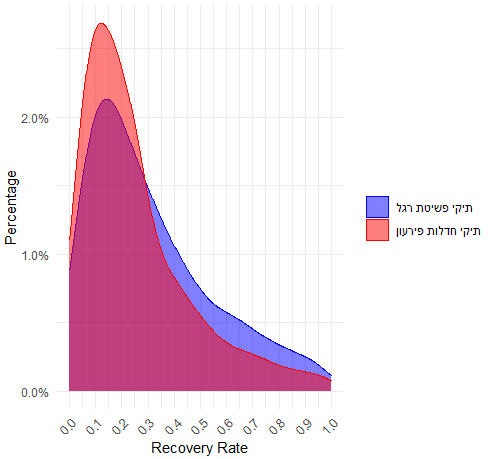 2.0%
1.0%
0.0%
Percentage
0.0 0.1 0.2 0.3 0.4 0.5 0.6 0.7 0.8 0.9 1.0
Recovery Rate
תיקי פשיטת רגל
תיקי חדלות פירעון